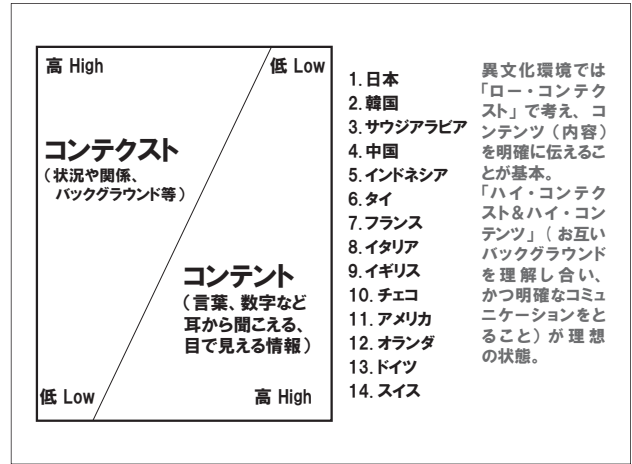 高 High
低 Low
コンテクスト
（状況や関係、
バックグラウンド等）
コンテント
（言葉、数字など
耳から聞こえる、
目で見える情報）
低 Low
高 High
1. 日本
2. 韓国
3. サウジアラビア
4. 中国
5. インドネシア
6. タイ
7. フランス
8. イタリア
9. イギリス
10. チェコ
11. アメリカ
12. オランダ
13. ドイツ
14. スイス
異文化環境では
「ロー・コンテク
スト」で考え、コ
ンテンツ（内容）
を明確に伝えるこ
とが基本。
「ハイ・コンテク
スト&ハイ・コン
テンツ」（お互い
バックグラウンド
を理解し合い、
かつ明確なコミュ
ニケーションをと
ること）が理想
の状態。